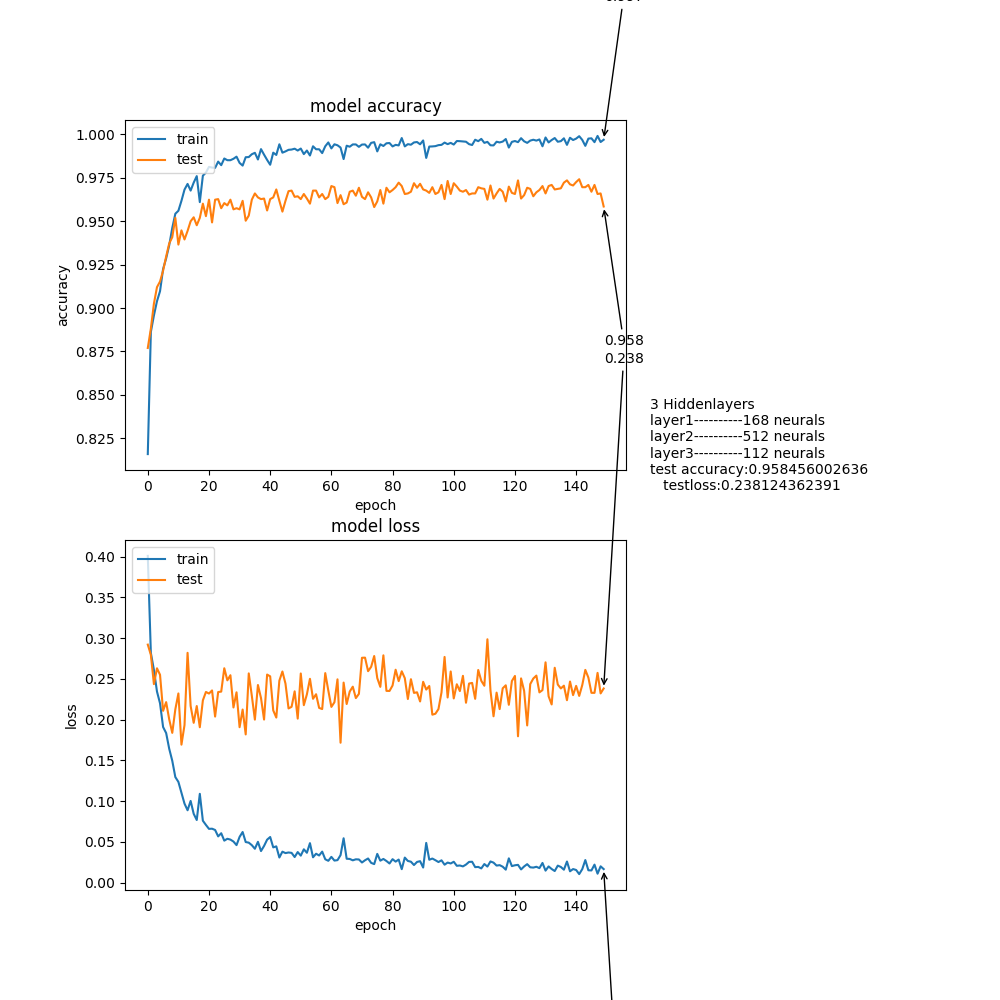 model accuracy
1.000
0.975
0.950
0.925
0.900
0.875
0.850
0.825
accuracy
train
test
0 20 40 60 80 100 120 140
epoch
0.958
0.238
3 Hiddenlayers
layer1----------168 neurals
layer2----------512 neurals
layer3----------112 neurals
test accuracy:0.958456002636
testloss:0.238124362391
model loss
0.40
0.35
0.30
0.25
0.20
0.15
0.10
0.05
0.00
loss
train
test
0 20 40 60 80 100 120 140
epoch